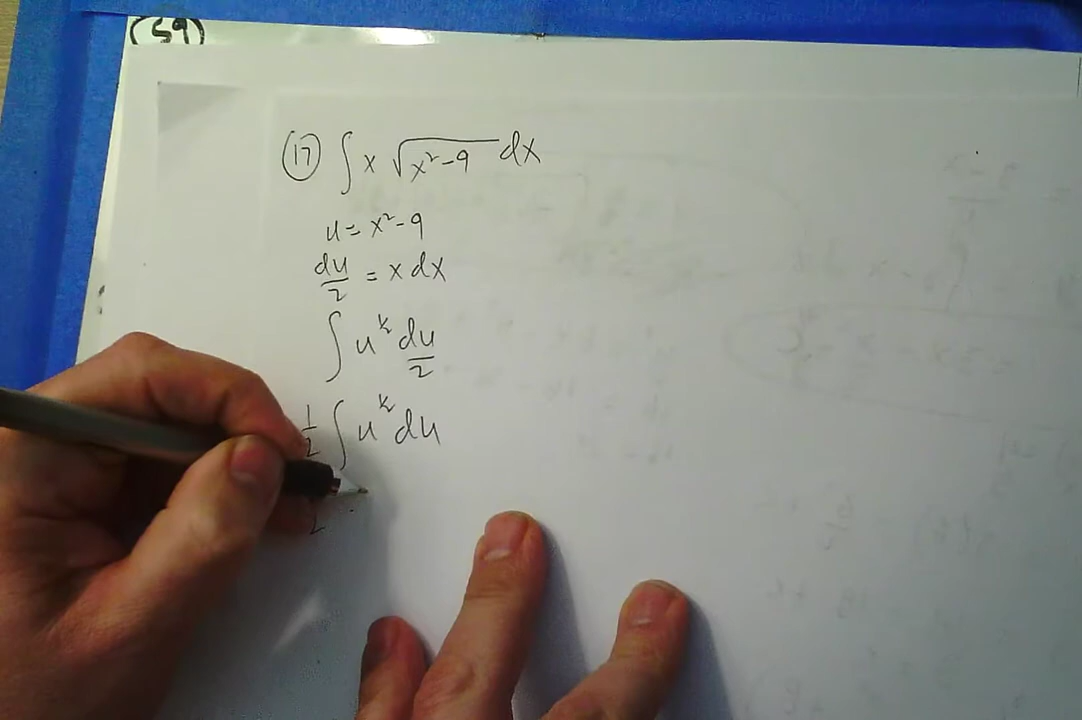 (59)
(17) ∫ x √(x²-9) dx
u = x²-9
du/2 = x dx
∫ u^½ du/2
1/2 ∫ u^½ du
2 ·